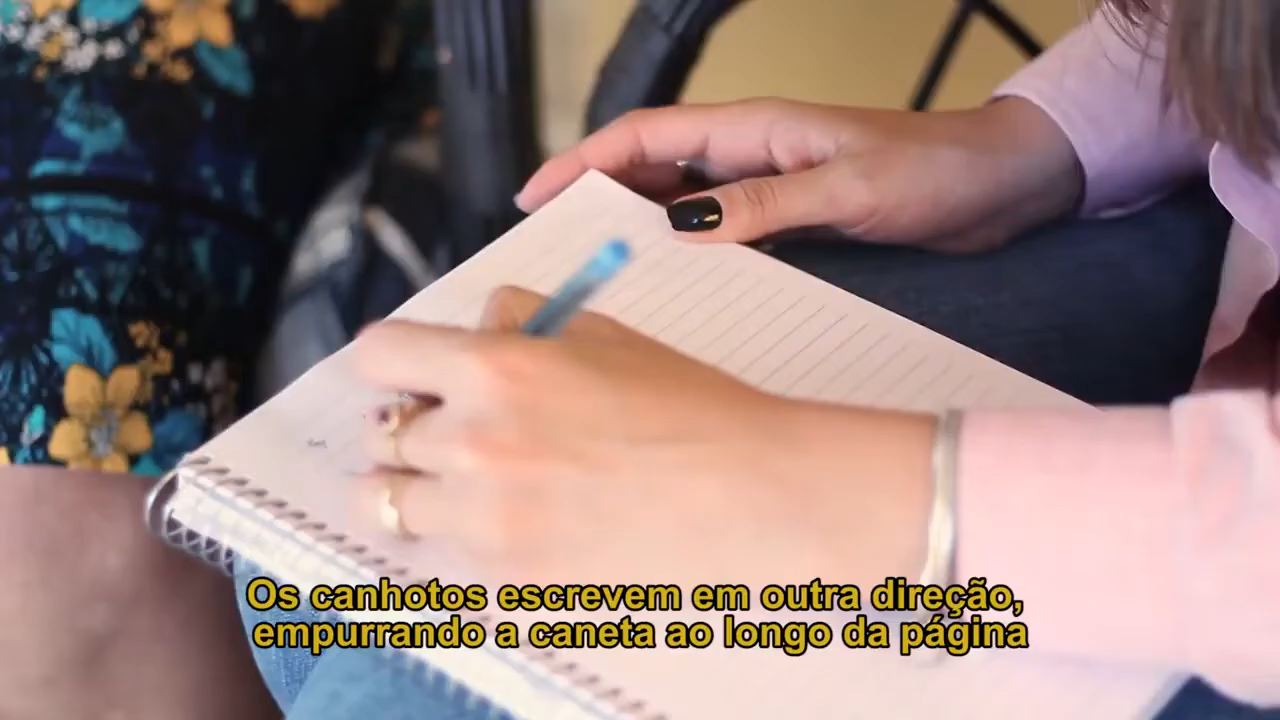 Os canhotos escrevem em outra direção,
empurrando a caneta ao longo da página